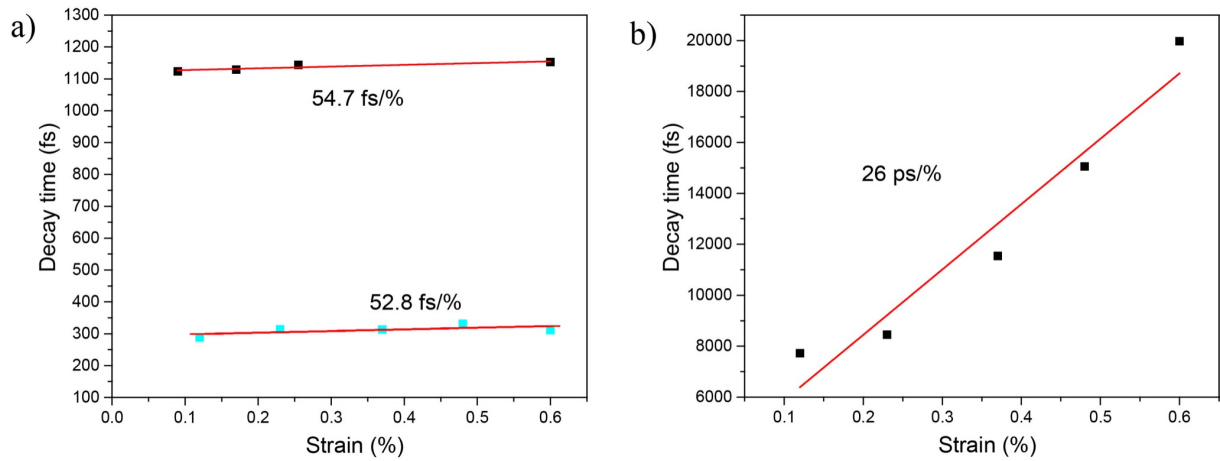 a)
1300
1200
1100
1000
900
800
700
600
500
400
300
200
100
Decay time (fs)
54.7 fs/%
52.8 fs/%
0.0 0.1 0.2 0.3 0.4 0.5 0.6
Strain (%)
b)
20000
18000
16000
14000
12000
10000
8000
6000
Decay time (fs)
26 ps/%
0.1 0.2 0.3 0.4 0.5 0.6
Strain (%)